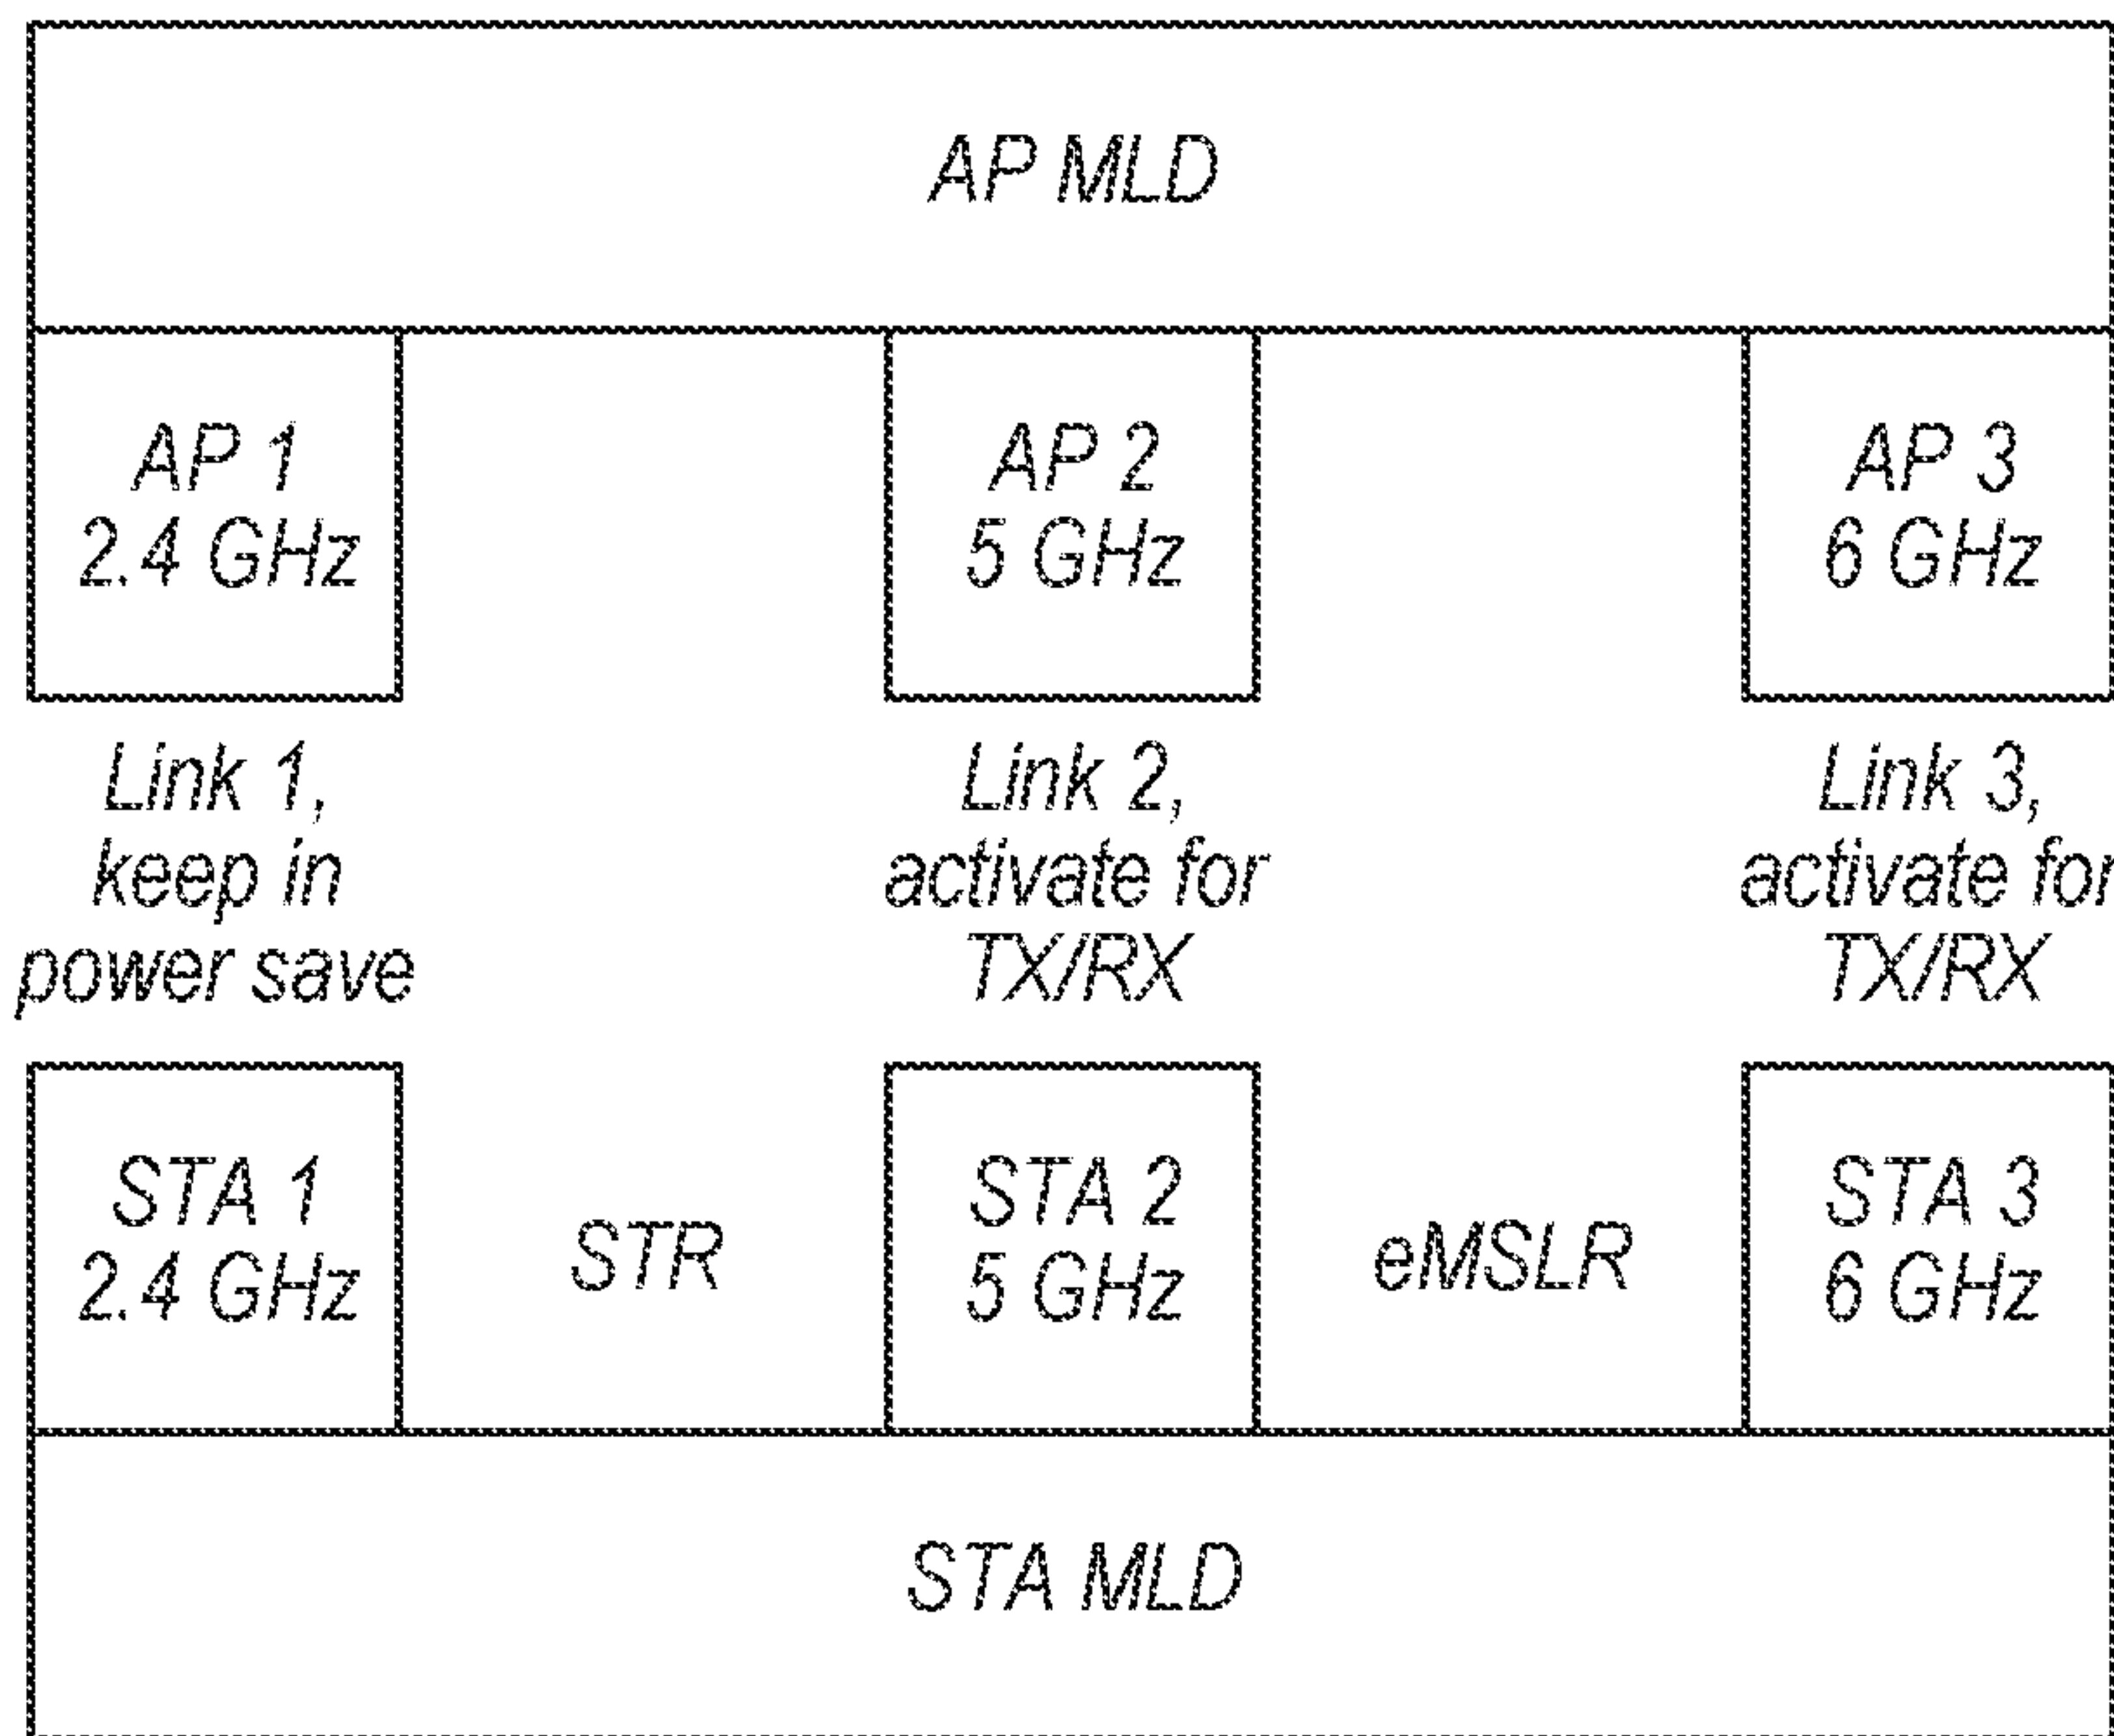 AP MLD
AP 1
2.4 GHz
AP 2
5 GHz
AP 3
6 GHz
Link 1,
keep in
power save
Link 2,
activate for
TX/RX
Link 3,
activate for
TX/RX
STA 1
2.4 GHz
STR
STA 2
5 GHz
eMSLR
STA 3
6 GHz
STA MLD